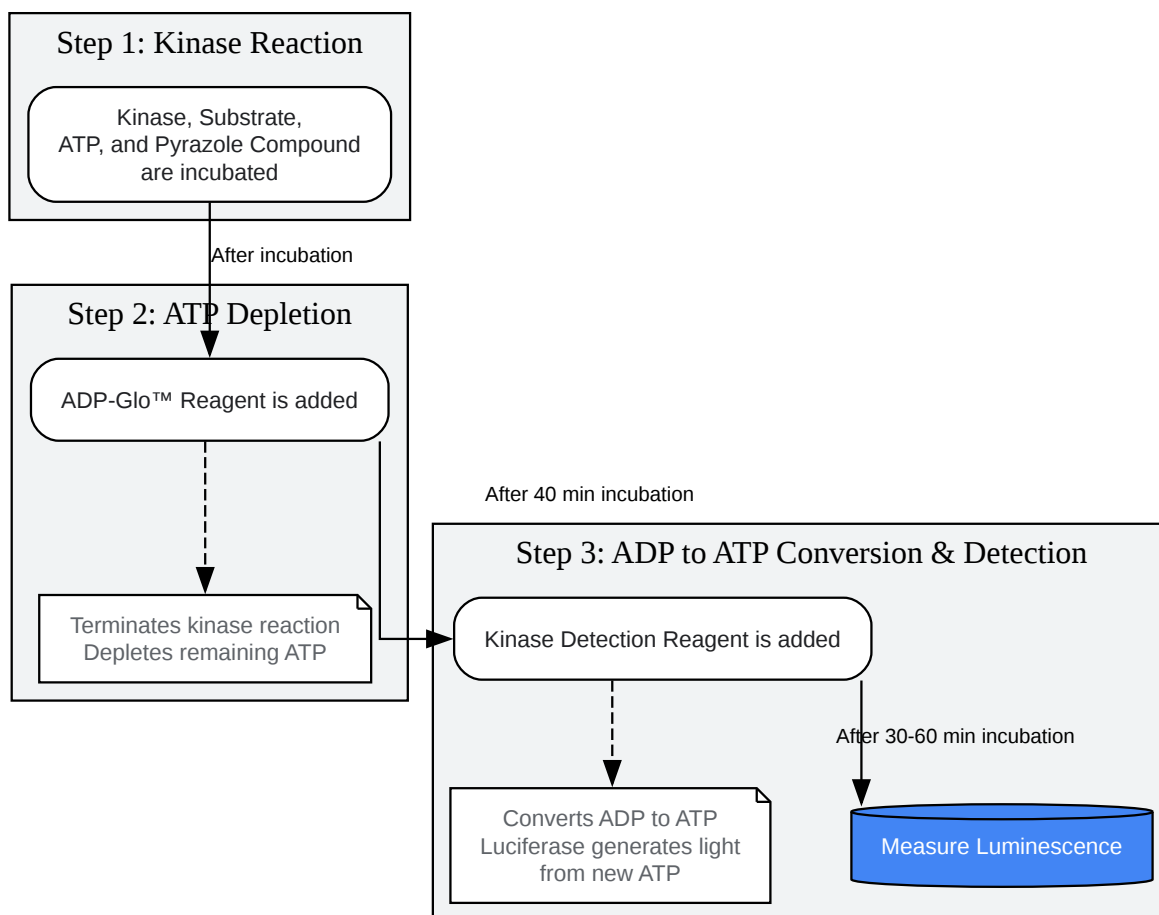 Step 1: Kinase Reaction
Kinase, Substrate,
ATP, and Pyrazole Compound
are incubated
After incubation
Step 2: ATP Depletion
ADP-Glo™ Reagent is added
Terminates kinase reaction
Depletes remaining ATP
After 40 min incubation
Step 3: ADP to ATP Conversion & Detection
Kinase Detection Reagent is added
After 30-60 min incubation
Converts ADP to ATP
Luciferase generates light
from new ATP
Measure Luminescence